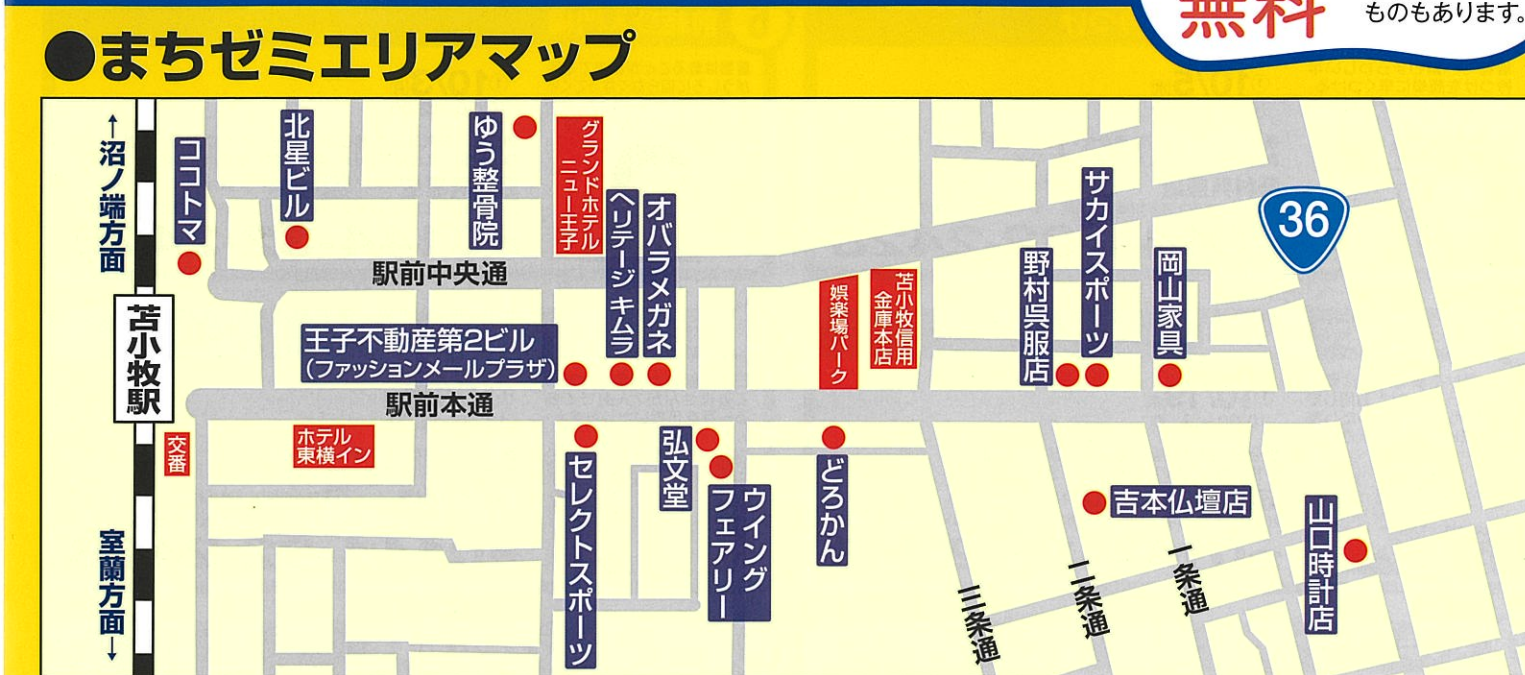 無料
ものもあります。
●まちゼミエリアマップ
←沼ノ端方面
ココトマ
北星ビル
ゆう整骨院
グランドホテル
ニュー王子
ヘリテージ キムラ
オバラメガネ
サカイスポーツ
36
駅前中央通
野村呉服店
岡山家具
娯楽場パーク
苫小牧信用
金庫本店
苫小牧駅
王子不動産第2ビル
(ファッションメールプラザ)
駅前本通
交番
ホテル
東横イン
セレクトスポーツ
弘文堂
ウイング
フェアリー
どろかん
吉本仏壇店
山口時計店
室蘭方面→
三条通
二条通
一条通